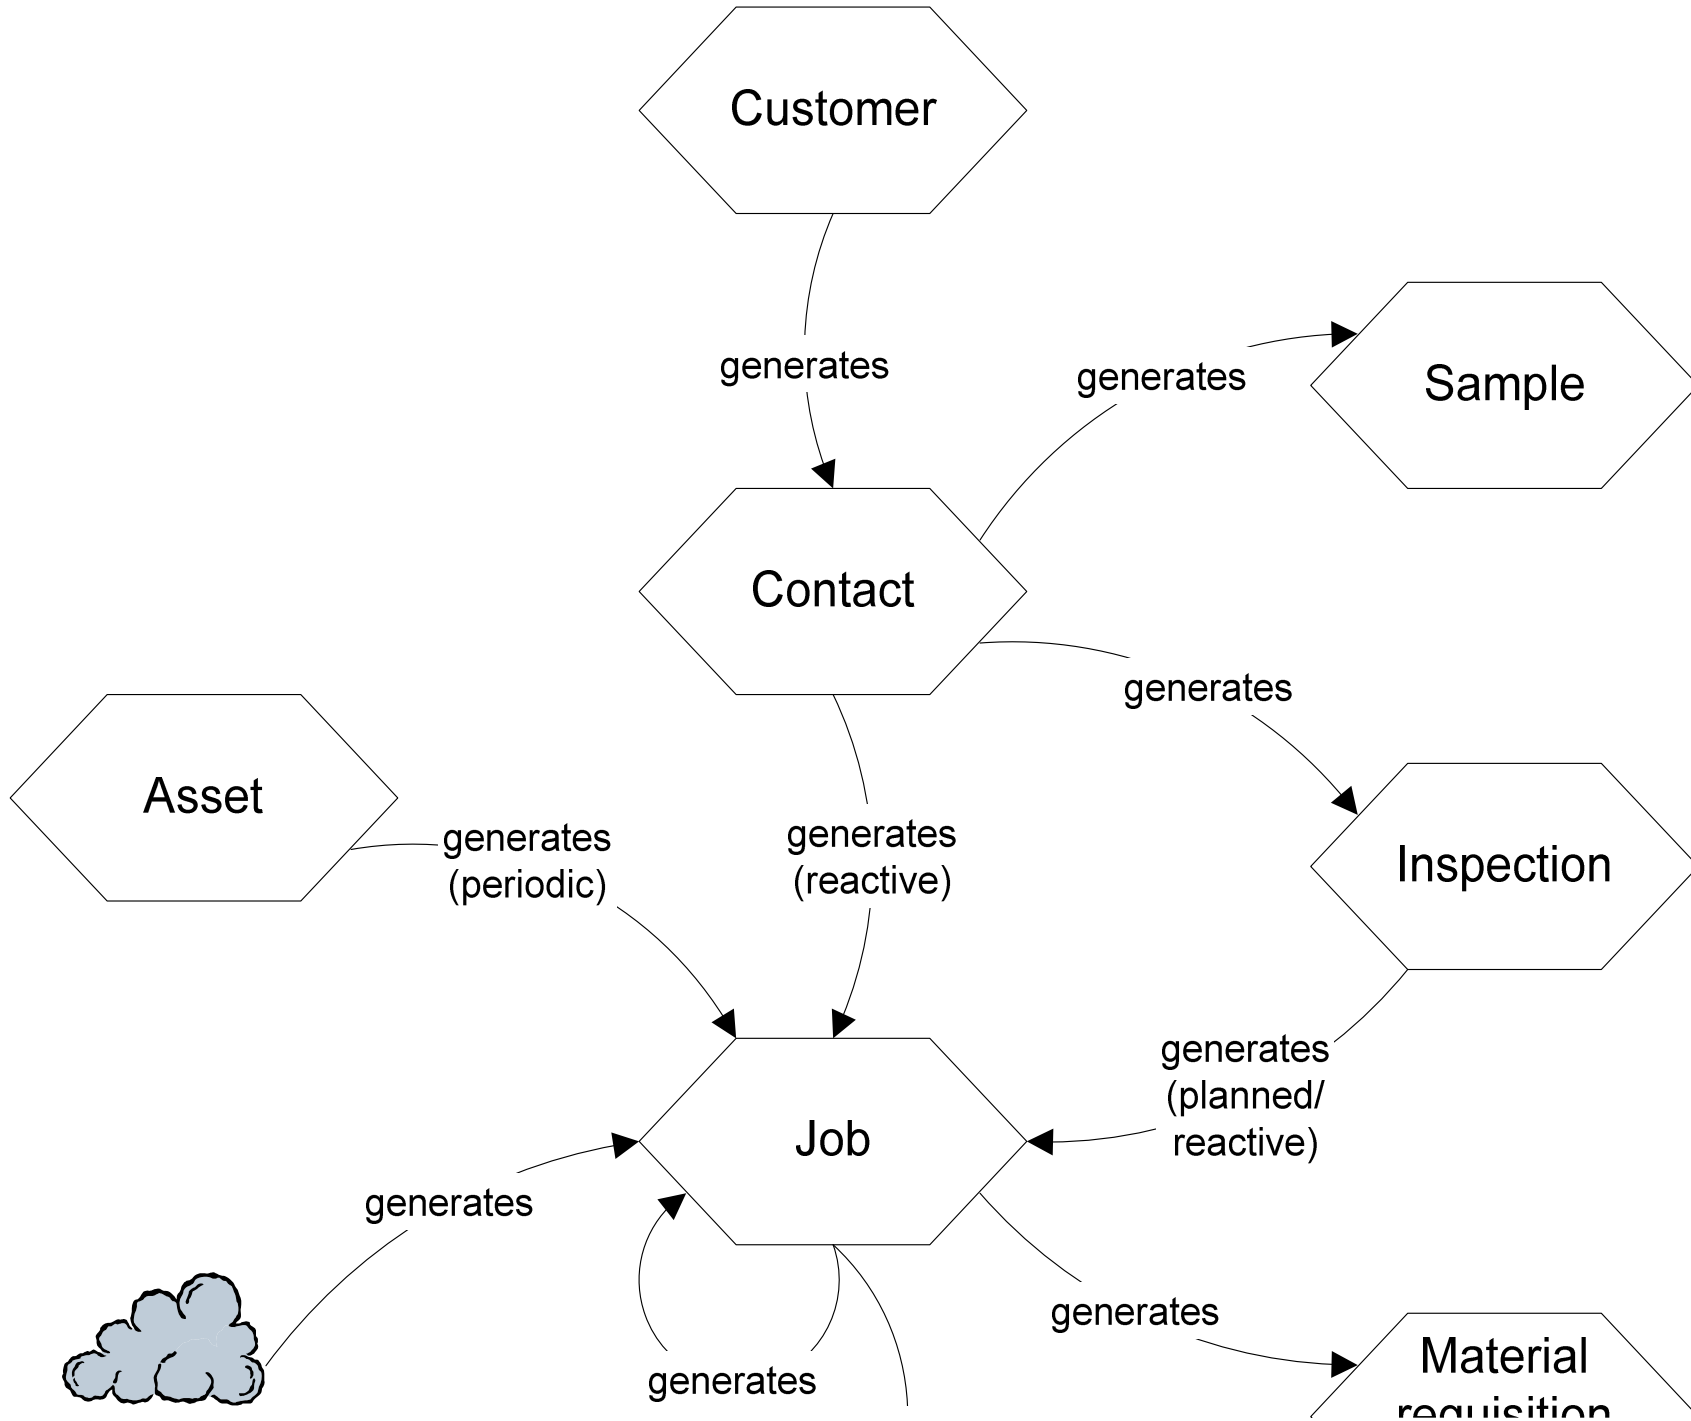 Customer
generates
generates
Sample
Contact
generates
Asset
generates
(periodic)
generates
(reactive)
Inspection
generates
(planned/
reactive)
Job
generates
generates
generates
Material
requisition